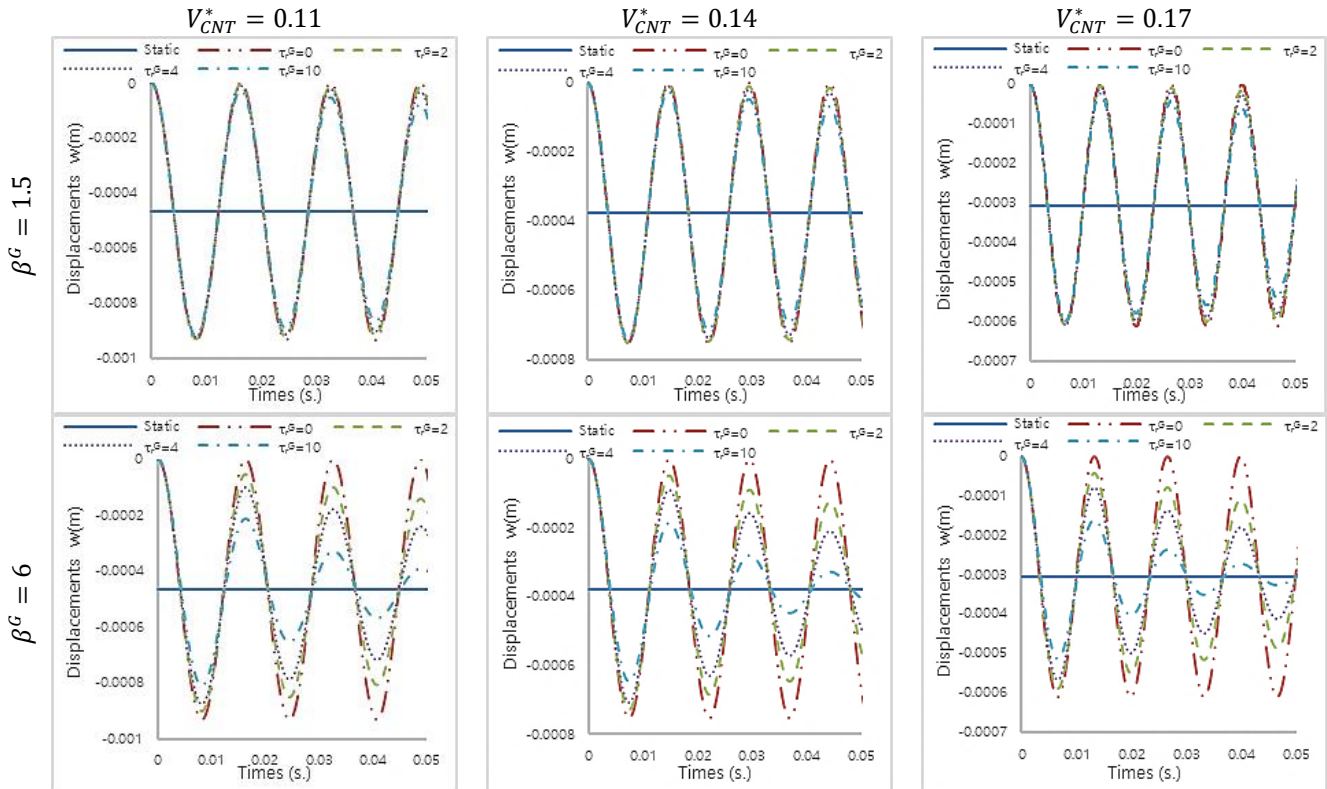 V*CNT = 0.11
V*CNT = 0.14
V*CNT = 0.17
βᴳ = 1.5
Static τrᴳ=0 τrᴳ=2
τrᴳ=4 τrᴳ=10
Displacements w(m)
0
-0.0002
-0.0004
-0.0006
-0.0008
-0.001
0 0.01 0.02 0.03 0.04 0.05
Times (s.)
Static τrᴳ=0 τrᴳ=2
τrᴳ=4 τrᴳ=10
Displacements w(m)
0
-0.0002
-0.0004
-0.0006
-0.0008
0 0.01 0.02 0.03 0.04 0.05
Times (s.)
Static τrᴳ=0 τrᴳ=2
τrᴳ=4 τrᴳ=10
Displacements w(m)
0
-0.0001
-0.0002
-0.0003
-0.0004
-0.0005
-0.0006
-0.0007
0 0.01 0.02 0.03 0.04 0.05
Times (s.)
βᴳ = 6
Static τrᴳ=0 τrᴳ=2
τrᴳ=4 τrᴳ=10
Displacements w(m)
0
-0.0002
-0.0004
-0.0006
-0.0008
-0.001
0 0.01 0.02 0.03 0.04 0.05
Times (s.)
Static τrᴳ=0 τrᴳ=2
τrᴳ=4 τrᴳ=10
Displacements w(m)
0
-0.0002
-0.0004
-0.0006
-0.0008
0 0.01 0.02 0.03 0.04 0.05
Times (s.)
Static τrᴳ=0 τrᴳ=2
τrᴳ=4 τrᴳ=10
Displacements w(m)
0
-0.0001
-0.0002
-0.0003
-0.0004
-0.0005
-0.0006
-0.0007
0 0.01 0.02 0.03 0.04 0.05
Times (s.)